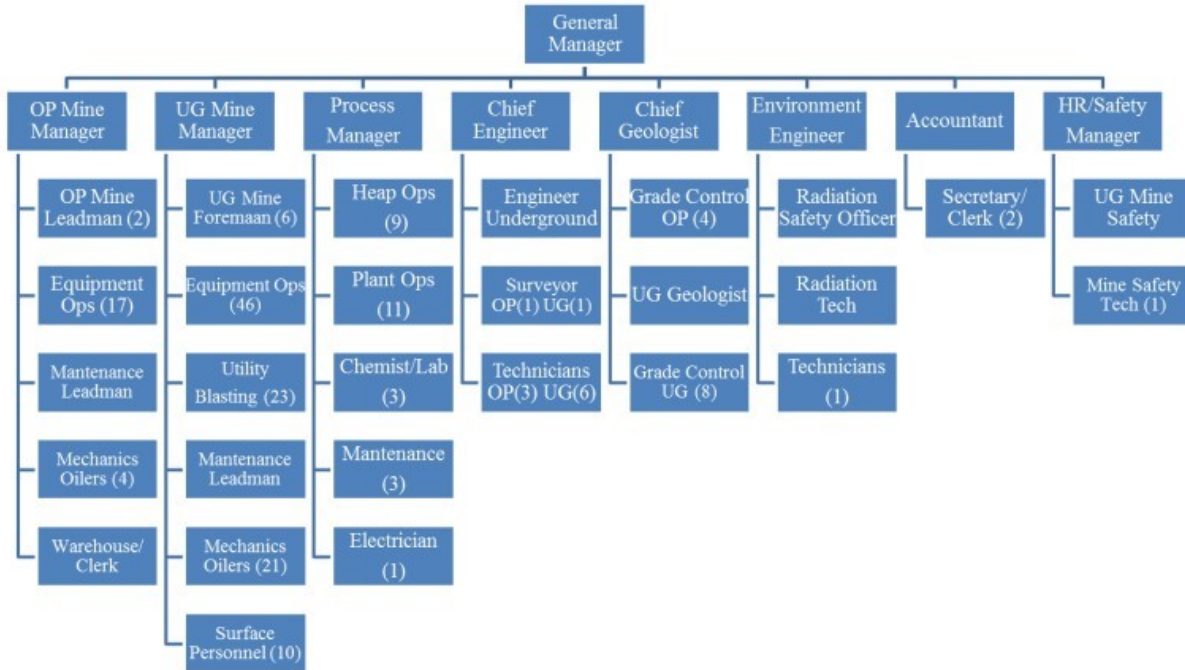 General
Manager
OP Mine
Manager
UG Mine
Manager
Process
Manager
Chief
Engineer
Chief
Geologist
Environment
Engineer
Accountant
HR/Safety
Manager
OP Mine
Leadman (2)
Equipment
Ops (17)
Mantenance
Leadman
Mechanics
Oilers (4)
Warehouse/
Clerk
UG Mine
Foremaan (6)
Equipment Ops
(46)
Utility
Blasting (23)
Mantenance
Leadman
Mechanics
Oilers (21)
Surface
Personnel (10)
Heap Ops
(9)
Plant Ops
(11)
Chemist/Lab
(3)
Mantenance
(3)
Electrician
(1)
Engineer
Underground
Surveyor
OP(1) UG(1)
Technicians
OP(3) UG(6)
Grade Control
OP (4)
UG Geologist
Grade Control
UG (8)
Radiation
Safety Officer
Radiation
Tech
Technicians
(1)
Secretary/
Clerk (2)
UG Mine
Safety
Mine Safety
Tech (1)